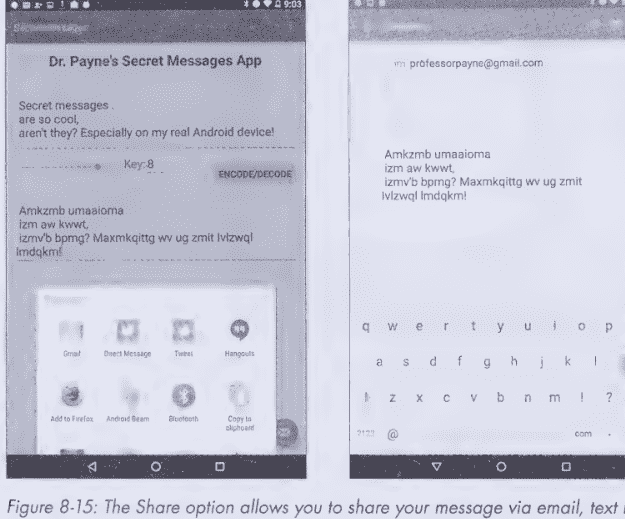 9:03
Dr. Payne's Secret Messages App
Secret messages .
are so cool,
aren't they? Especially on my real Android device!
Key:8
ENCODE/DECODE
Amkzmb umaaioma
izm aw kwwt,
izmv'b bpmg? Maxmkqittg wv ug zmit Ivlzwql
lmdqkm!
Gmail
Direct Message
Tweet
Hangouts
Add to Firefox
Android Beam
Bluetooth
Copy to
clipboard
professorpayne@gmail.com
Amkzmb umaaioma
izm aw kwwt,
izmv'b bpmg? Maxmkqittg wv ug zmit
Ivlzwql lmdqkm!
q w e r t y u i o p
a s d f g h j k l
z x c v b n m ! ?
?123 @ .com .
Figure 8-15: The Share option allows you to share your message via email, text